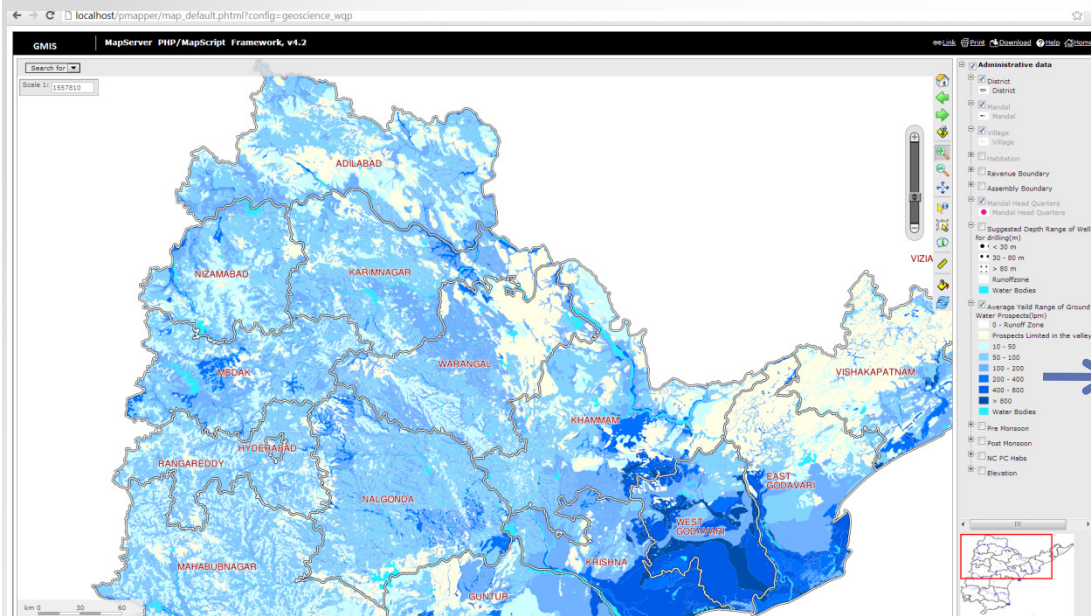 localhost/pmapper/map_default.phtml?config=geoscience_wqp
GMIS
MapServer PHP/MapScript Framework, v4.2
Link Print Download Help Home
Search for
Scale 1: 1557810
ADILABAD
NIZAMABAD
KARIMNAGAR
MEDAK
WARANGAL
HYDERABAD
RANGAREDDY
NALGONDA
MAHABUBNAGAR
KHAMMAM
VIZIA
VISHAKAPATNAM
EAST
GODAVARI
WEST
GODAVARI
KRISHNA
GUNTUR
km 0 30 60
Administrative data
District
District
Mandal
Mandal
Village
Village
Habitation
Revenue Boundary
Assembly Boundary
Mandal Head Quarters
Mandal Head Quarters
Suggested Depth Range of Well
for drilling(m)
< 30 m
30 - 80 m
> 80 m
Runoffzone
Water Bodies
Average Yeild Range of Ground
Water Prospects(lpm)
0 - Runoff Zone
Prospects Limited in the valley
10 - 50
50 - 100
100 - 200
200 - 400
400 - 800
> 800
Water Bodies
Pre Monsoon
Post Monsoon
NC PC Habs
Elevation